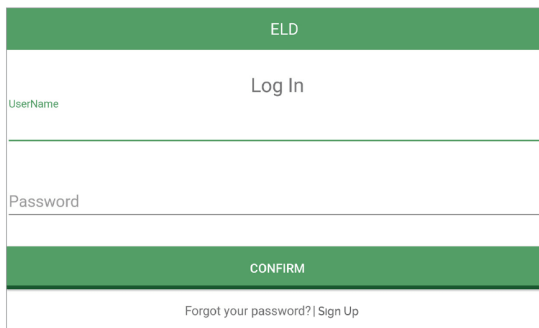 ELD
Log In
UserName
Password
CONFIRM
Forgot your password?| Sign Up